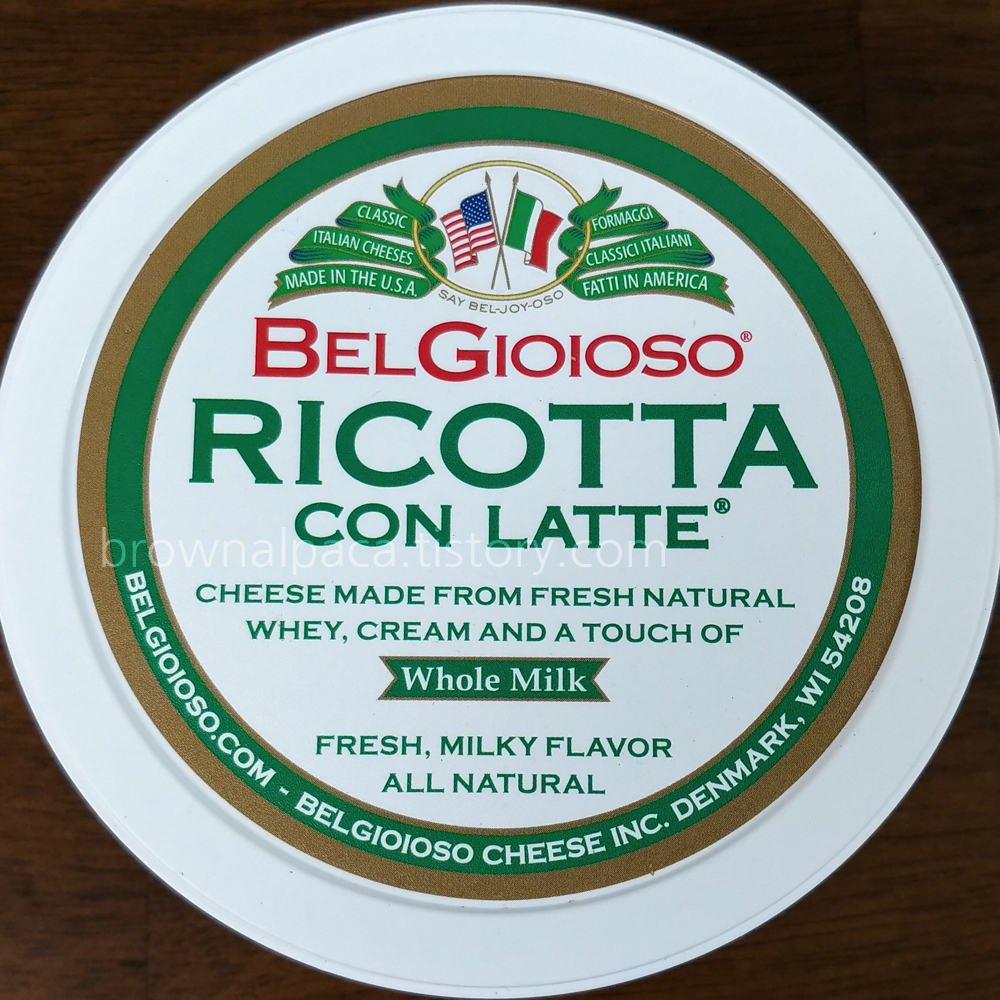 CLASSIC
ITALIAN CHEESES
MADE IN THE U.S.A.
FORMAGGI
CLASSICI ITALIANI
FATTI IN AMERICA
SAY BEL-JOY-OSO
BELGIOIOSO®
RICOTTA
CON LATTE®
brownalpaca.tistory.com
CHEESE MADE FROM FRESH NATURAL
WHEY, CREAM AND A TOUCH OF
Whole Milk
FRESH, MILKY FLAVOR
ALL NATURAL
BELGIOIOSO.COM - BELGIOIOSO CHEESE INC. DENMARK, WI 54208